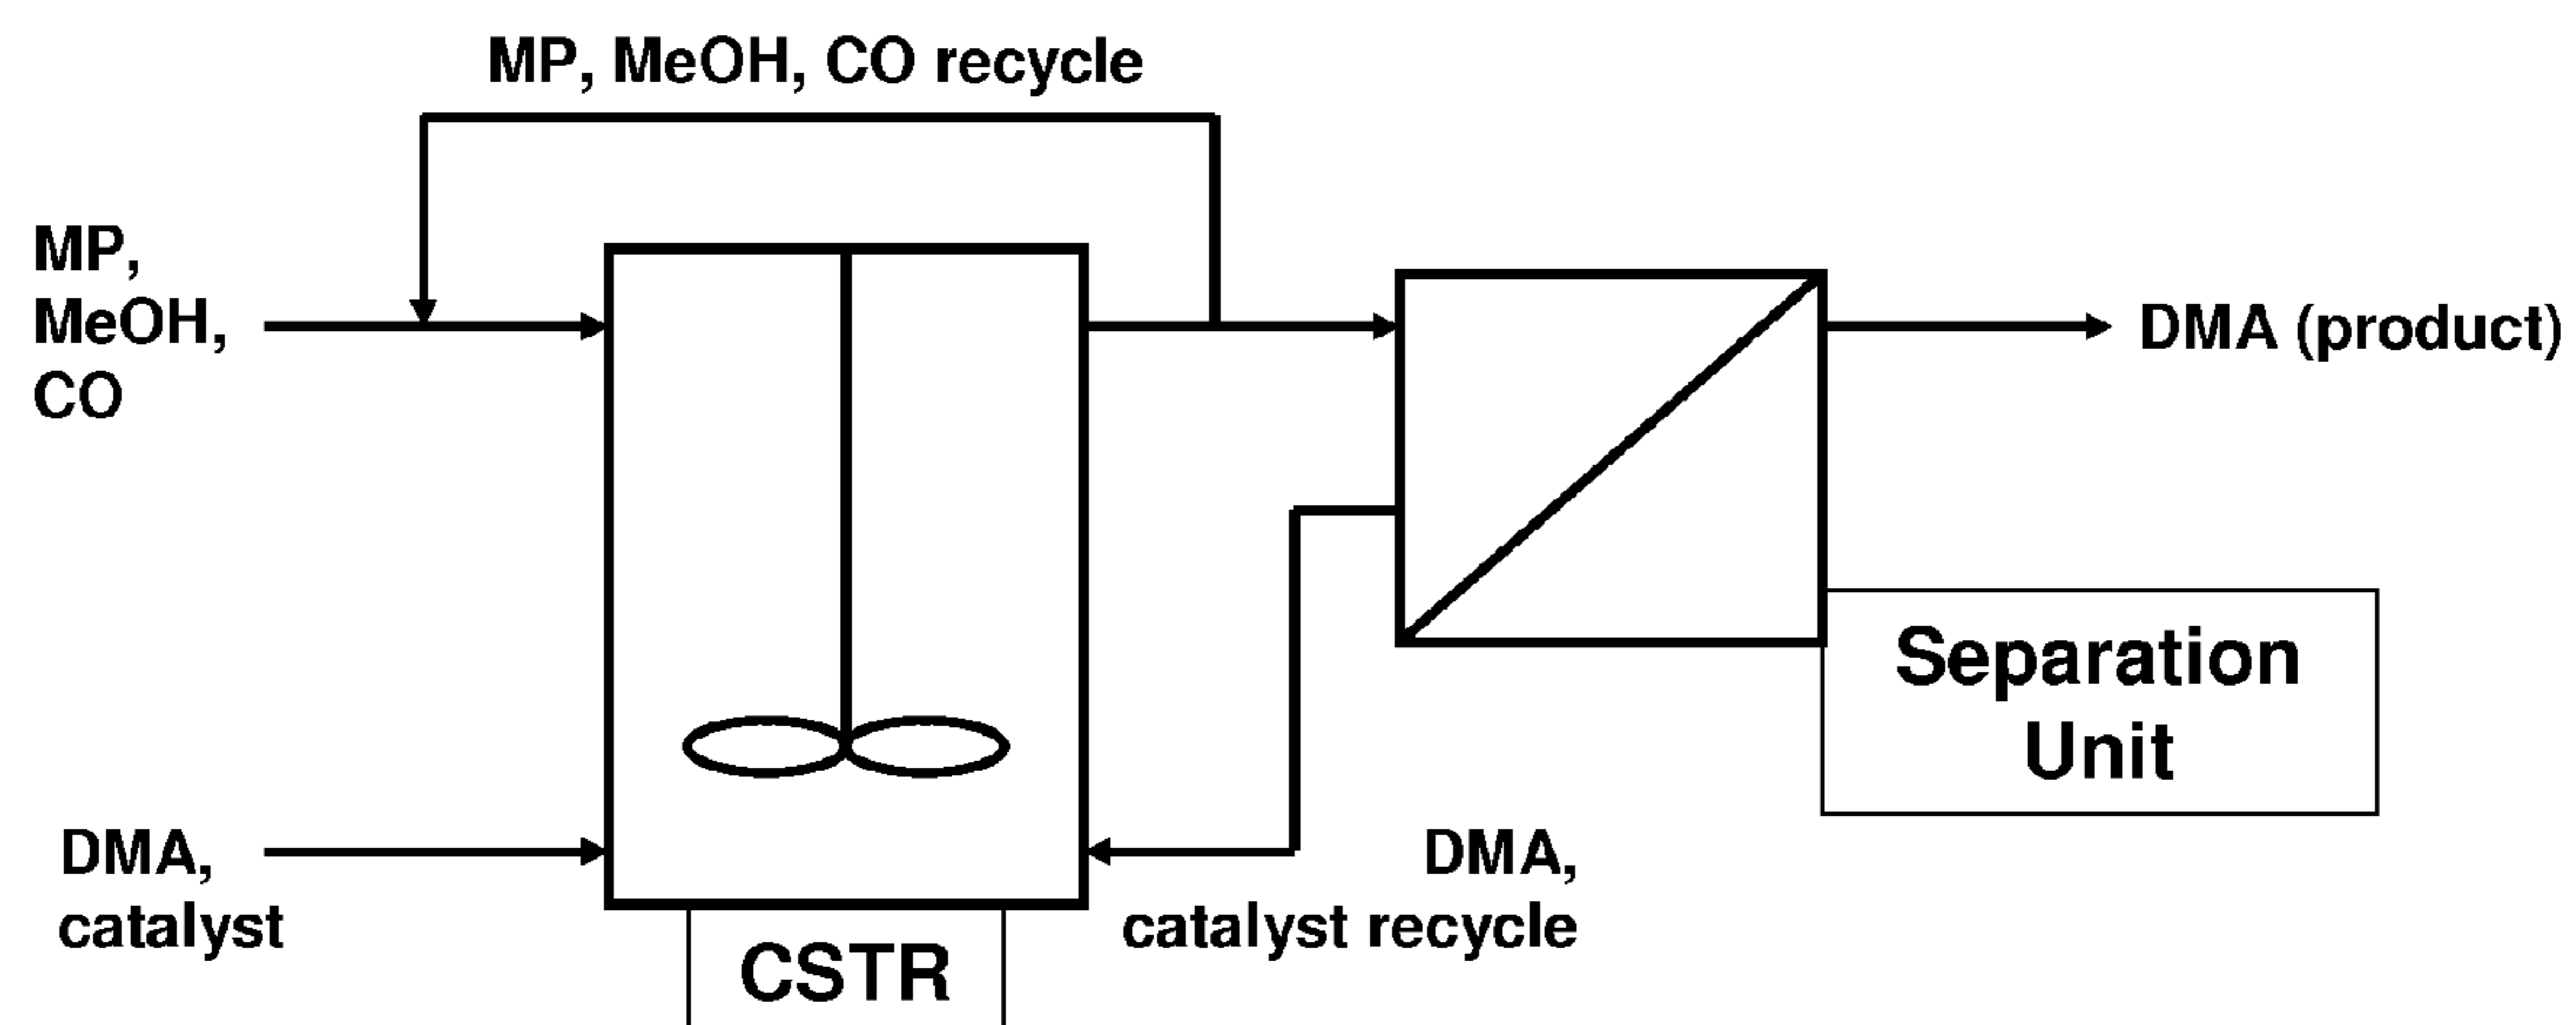 MP, MeOH, CO recycle
MP,
MeOH,
CO
DMA (product)
Separation
Unit
DMA,
catalyst
DMA,
catalyst recycle
CSTR